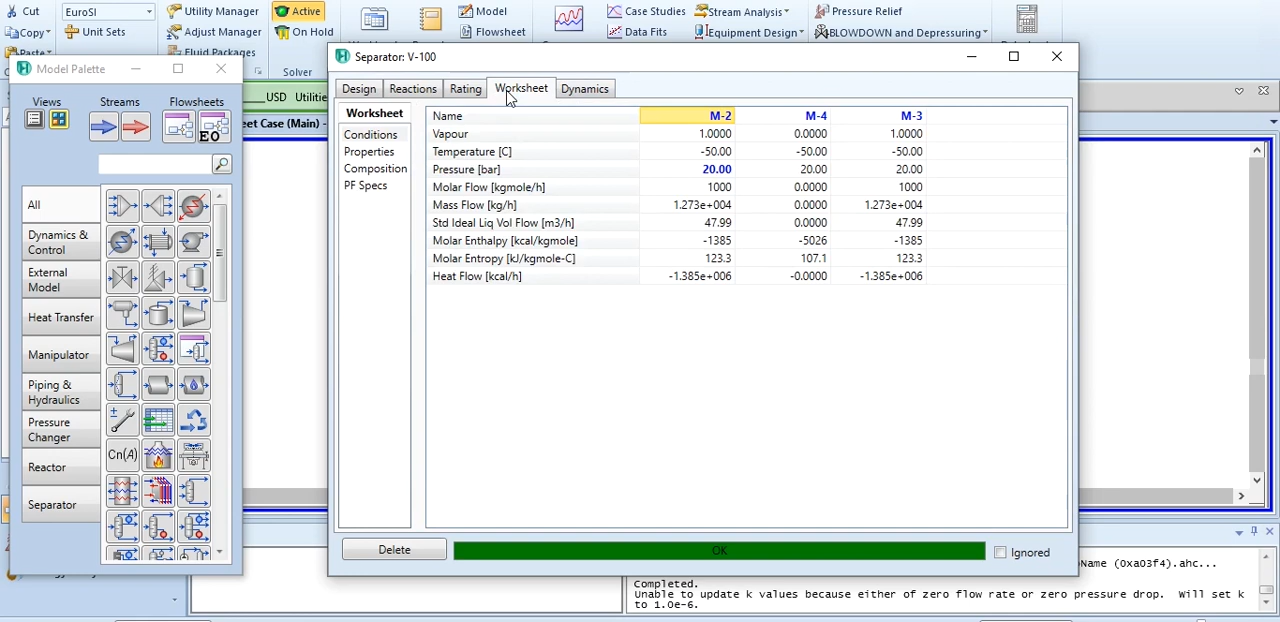 Cut
EuroSI
Utility Manager
Active
Model
Case Studies
Stream Analysis
Pressure Relief
Copy
Unit Sets
Adjust Manager
On Hold
Flowsheet
Data Fits
Equipment Design
BLOWDOWN and Depressuring
Paste
Fluid Packages
Solver
Model Palette
Separator: V-100
Views
Streams
Flowsheets
EO
USD
Utilitie
eet Case (Main) -
Design
Reactions
Rating
Worksheet
Dynamics
Worksheet
Conditions
Properties
Composition
PF Specs
Name M-2 M-4 M-3
Vapour 1.0000 0.0000 1.0000
Temperature [C] -50.00 -50.00 -50.00
Pressure [bar] 20.00 20.00 20.00
Molar Flow [kgmole/h] 1000 0.0000 1000
Mass Flow [kg/h] 1.273e+004 0.0000 1.273e+004
Std Ideal Liq Vol Flow [m3/h] 47.99 0.0000 47.99
Molar Enthalpy [kcal/kgmole] -1385 -5026 -1385
Molar Entropy [kJ/kgmole-C] 123.3 107.1 123.3
Heat Flow [kcal/h] -1.385e+006 -0.0000 -1.385e+006
All
Dynamics &
Control
External
Model
Heat Transfer
Manipulator
Piping &
Hydraulics
Pressure
Changer
Reactor
Separator
Cn(A)
Delete
OK
Ignored
Name (0xa03f4).ahc...
Completed.
Unable to update k values because either of zero flow rate or zero pressure drop. Will set k
to 1.0e-6.